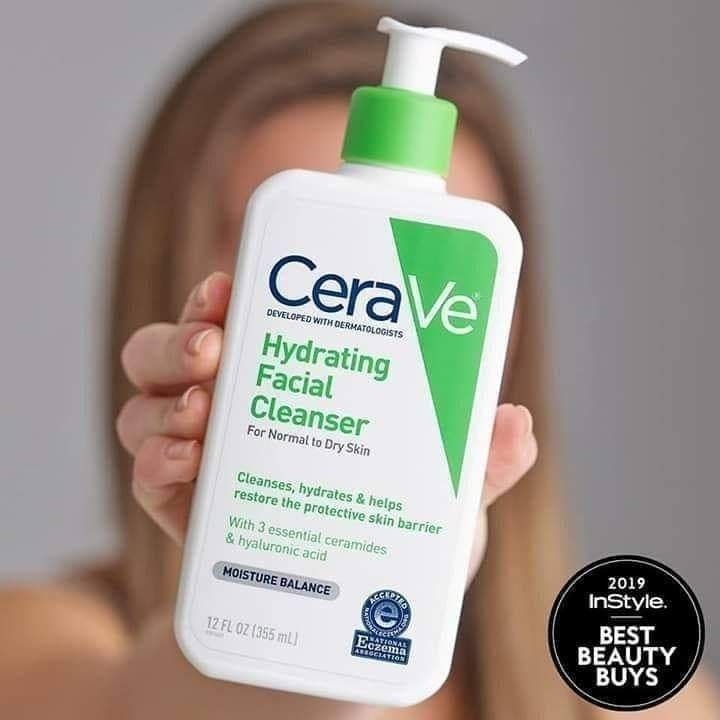 CeraVe®
DEVELOPED WITH DERMATOLOGISTS
Hydrating
Facial
Cleanser
For Normal to Dry Skin
Cleanses, hydrates & helps
restore the protective skin barrier
With 3 essential ceramides
& hyaluronic acid
MOISTURE BALANCE
12 FL OZ (355 mL)
ACCEPTED
e
NATIONALECZEMA.ORG
NATIONAL
Eczema
ASSOCIATION
2019
InStyle.
BEST
BEAUTY
BUYS